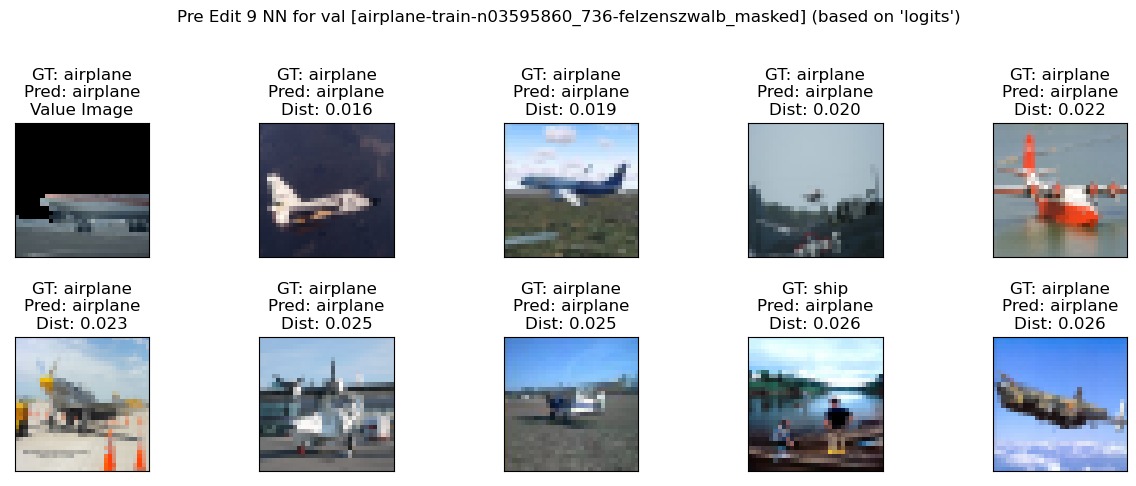 Pre Edit 9 NN for val [airplane-train-n03595860_736-felzenszwalb_masked] (based on 'logits')
GT: airplane
Pred: airplane
Value Image
GT: airplane
Pred: airplane
Dist: 0.016
GT: airplane
Pred: airplane
Dist: 0.019
GT: airplane
Pred: airplane
Dist: 0.020
GT: airplane
Pred: airplane
Dist: 0.022
GT: airplane
Pred: airplane
Dist: 0.023
GT: airplane
Pred: airplane
Dist: 0.025
GT: airplane
Pred: airplane
Dist: 0.025
GT: ship
Pred: airplane
Dist: 0.026
GT: airplane
Pred: airplane
Dist: 0.026